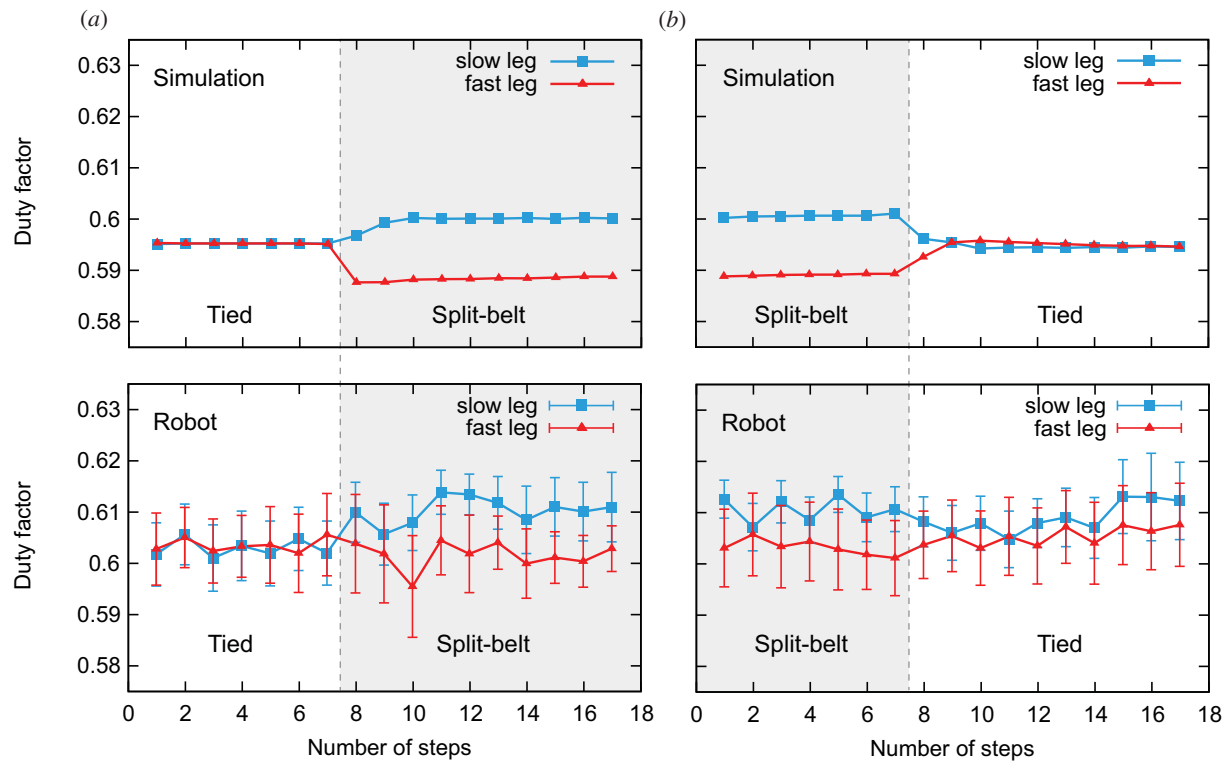 (a)
(b)
0.63
0.62
0.61
0.6
0.59
0.58
Duty factor
Simulation
slow leg
fast leg
Tied
Split-belt
Simulation
slow leg
fast leg
Split-belt
Tied
0.63
0.62
0.61
0.6
0.59
0.58
Duty factor
Robot
slow leg
fast leg
Tied
Split-belt
0 2 4 6 8 10 12 14 16 18
Number of steps
Robot
slow leg
fast leg
Split-belt
Tied
0 2 4 6 8 10 12 14 16 18
Number of steps